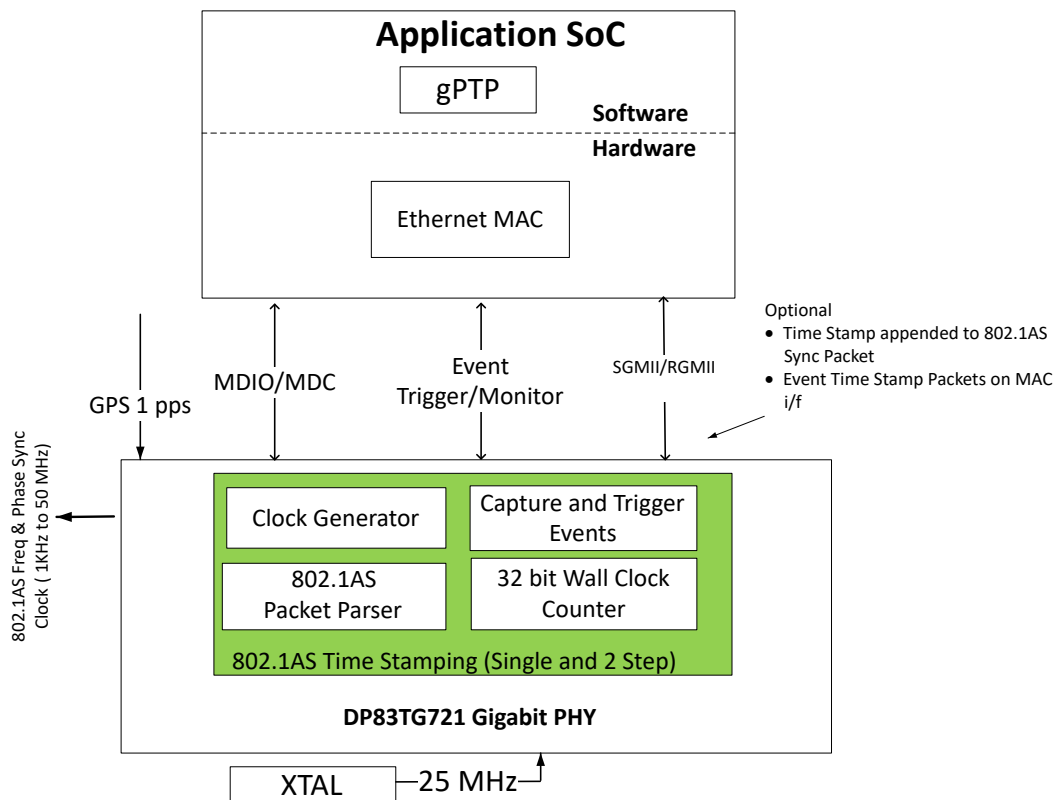 Application SoC
gPTP
Software
Hardware
Ethernet MAC
Optional
• Time Stamp appended to 802.1AS
Sync Packet
• Event Time Stamp Packets on MAC
i/f
GPS 1 pps
MDIO/MDC
Event
Trigger/Monitor
SGMII/RGMII
802.1AS Freq & Phase Sync
Clock ( 1KHz to 50 MHz)
Clock Generator
Capture and Trigger
Events
802.1AS
Packet Parser
32 bit Wall Clock
Counter
802.1AS Time Stamping (Single and 2 Step)
DP83TG721 Gigabit PHY
XTAL
25 MHz